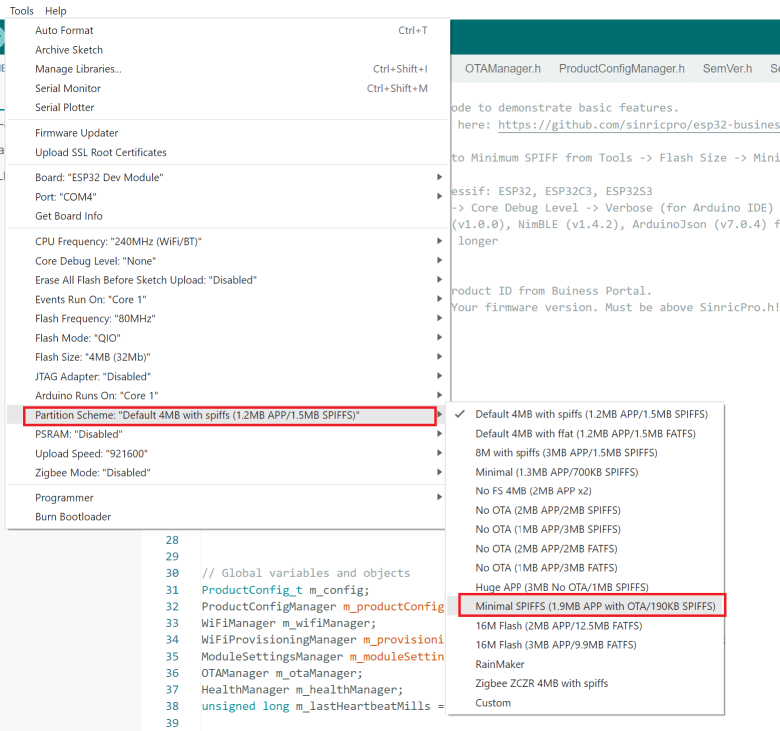 Tools Help
Auto Format Ctrl+T
Archive Sketch
Manage Libraries... Ctrl+Shift+I
Serial Monitor Ctrl+Shift+M
Serial Plotter
Firmware Updater
Upload SSL Root Certificates
Board: "ESP32 Dev Module"
Port: "COM4"
Get Board Info
CPU Frequency: "240MHz (WiFi/BT)"
Core Debug Level: "None"
Erase All Flash Before Sketch Upload: "Disabled"
Events Run On: "Core 1"
Flash Frequency: "80MHz"
Flash Mode: "QIO"
Flash Size: "4MB (32Mb)"
JTAG Adapter: "Disabled"
Arduino Runs On: "Core 1"
Partition Scheme: "Default 4MB with spiffs (1.2MB APP/1.5MB SPIFFS)"
PSRAM: "Disabled"
Upload Speed: "921600"
Zigbee Mode: "Disabled"
Programmer
Burn Bootloader
OTAManager.h ProductConfigManager.h SemVer.h
ode to demonstrate basic features.
here: https://github.com/sinricpro/esp32-busines
to Minimum SPIFF from Tools -> Flash Size -> Mini
essif: ESP32, ESP32C3, ESP32S3
-> Core Debug Level -> Verbose (for Arduino IDE)
(v1.0.0), NimBLE (v1.4.2), ArduinoJson (v7.0.4) f
longer
roduct ID from Buiness Portal.
Your firmware version. Must be above SinricPro.h!
Default 4MB with spiffs (1.2MB APP/1.5MB SPIFFS)
Default 4MB with ffat (1.2MB APP/1.5MB FATFS)
8M with spiffs (3MB APP/1.5MB SPIFFS)
Minimal (1.3MB APP/700KB SPIFFS)
No FS 4MB (2MB APP x2)
No OTA (2MB APP/2MB SPIFFS)
No OTA (1MB APP/3MB SPIFFS)
No OTA (2MB APP/2MB FATFS)
No OTA (1MB APP/3MB FATFS)
Huge APP (3MB No OTA/1MB SPIFFS)
Minimal SPIFFS (1.9MB APP with OTA/190KB SPIFFS)
16M Flash (2MB APP/12.5MB FATFS)
16M Flash (3MB APP/9.9MB FATFS)
RainMaker
Zigbee ZCZR 4MB with spiffs
Custom
28
29
30 // Global variables and objects
31 ProductConfig_t m_config;
32 ProductConfigManager m_productConfig
33 WiFiManager m_wifiManager;
34 WiFiProvisioningManager m_provisioni
35 ModuleSettingsManager m_moduleSettin
36 OTAManager m_otaManager;
37 HealthManager m_healthManager;
38 unsigned long m_lastHeartbeatMills =
39